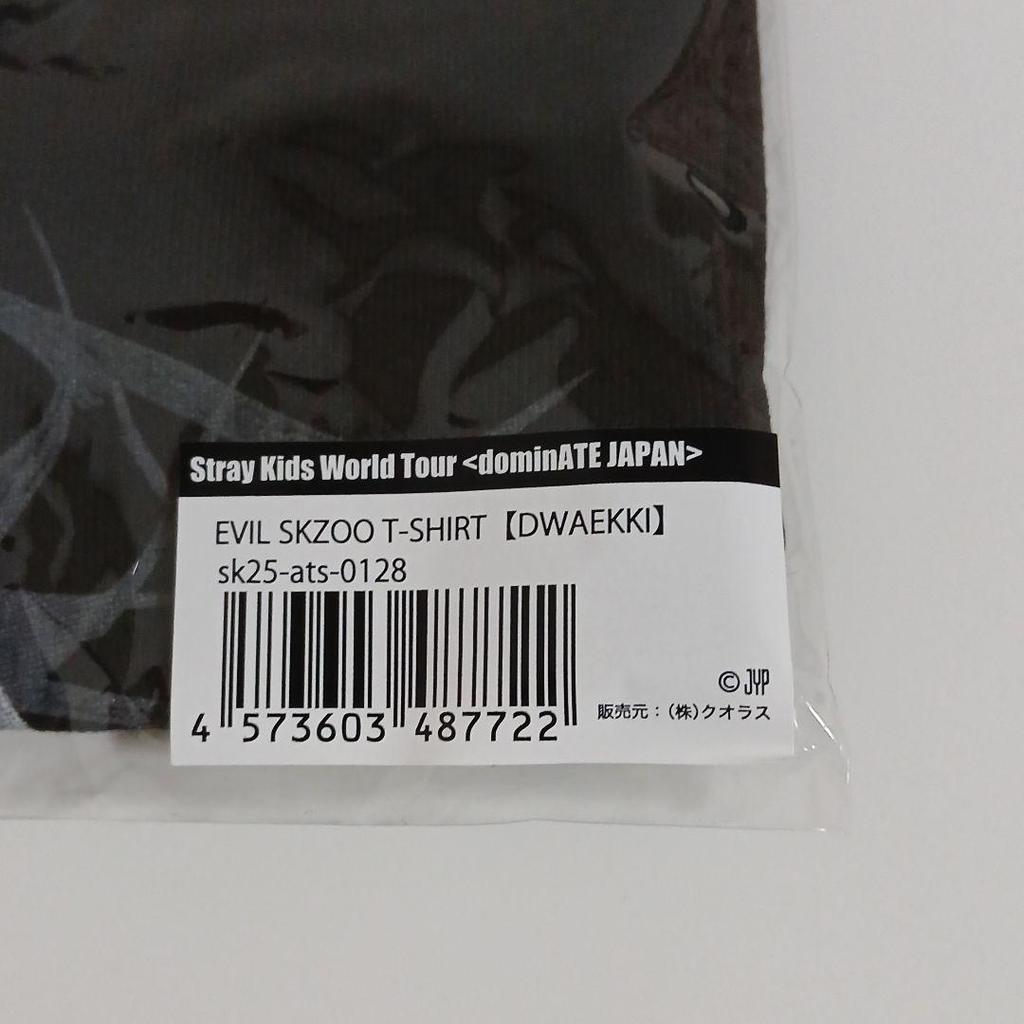 Stray Kids World Tour <dominATE JAPAN>
EVIL SKZOO T-SHIRT【DWAEKKI】
sk25-ats-0128
4 573603 487722
© JYP
販売元：（株）クオラス